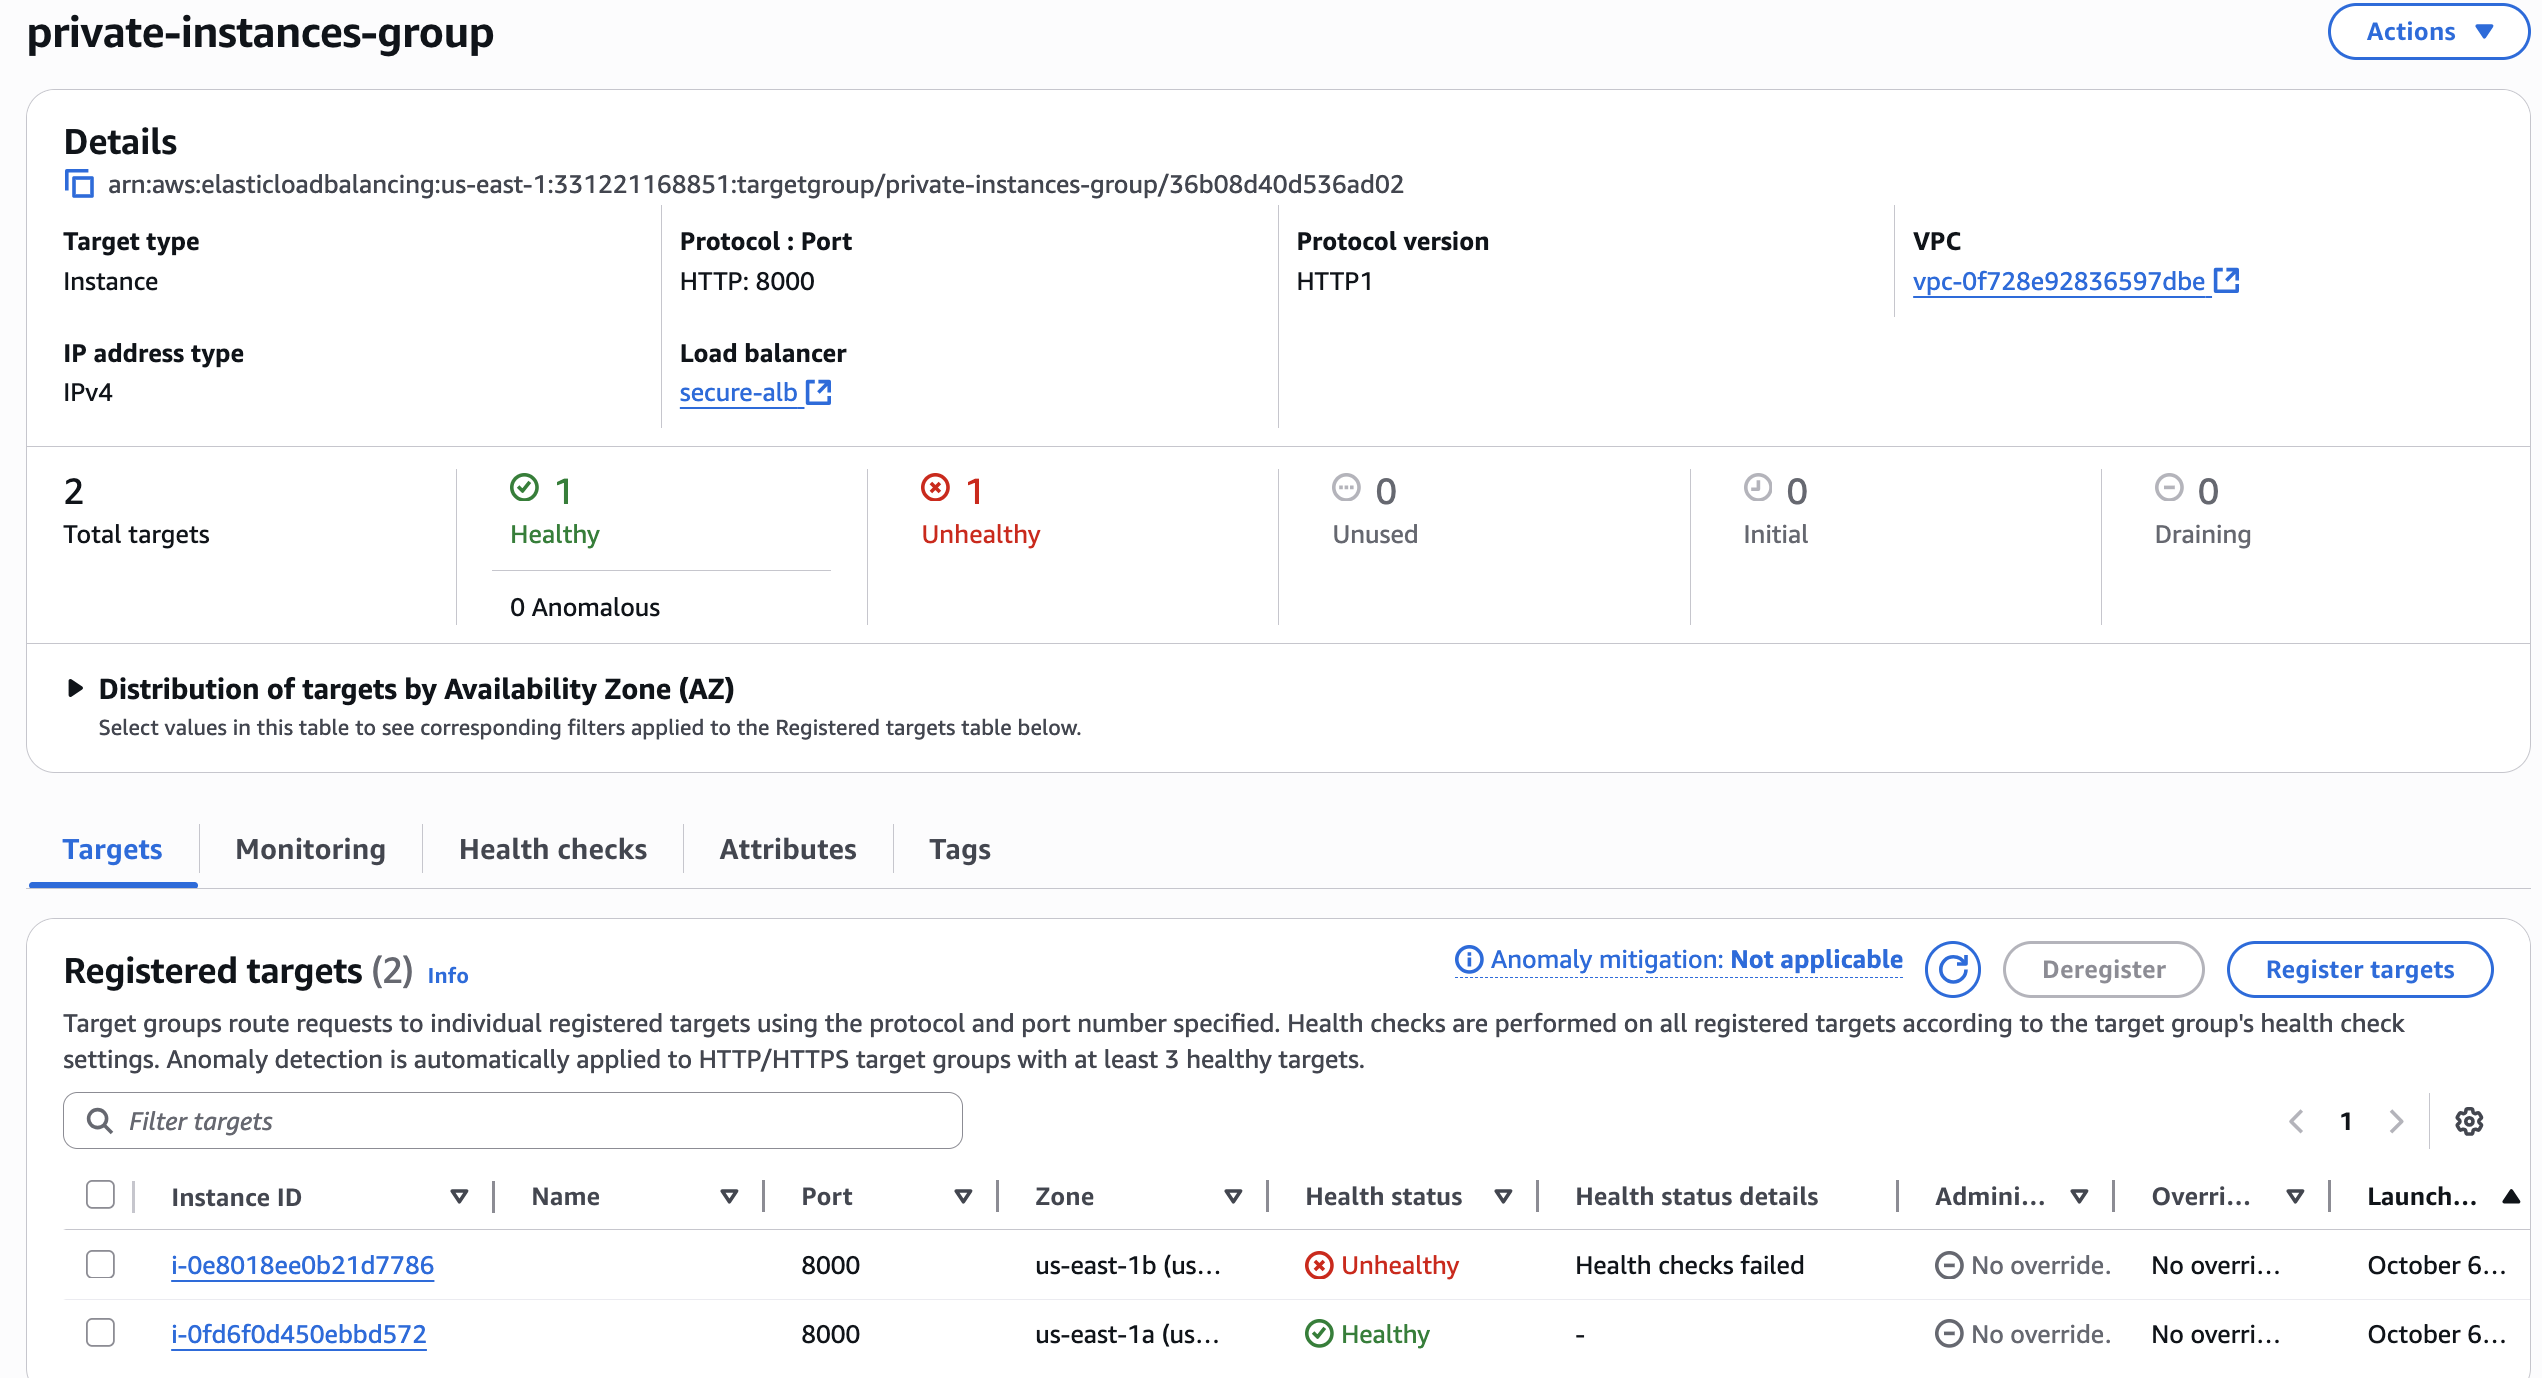 private-instances-group
Actions
Details
arn:aws:elasticloadbalancing:us-east-1:331221168851:targetgroup/private-instances-group/36b08d40d536ad02
Target type
Instance
Protocol : Port
HTTP: 8000
Protocol version
HTTP1
VPC
vpc-0f728e92836597dbe
IP address type
IPv4
Load balancer
secure-alb
2
Total targets
1
Healthy
0 Anomalous
1
Unhealthy
0
Unused
0
Initial
0
Draining
Distribution of targets by Availability Zone (AZ)
Select values in this table to see corresponding filters applied to the Registered targets table below.
Targets
Monitoring
Health checks
Attributes
Tags
Registered targets (2) Info
Anomaly mitigation: Not applicable
Deregister
Register targets
Target groups route requests to individual registered targets using the protocol and port number specified. Health checks are performed on all registered targets according to the target group's health check
settings. Anomaly detection is automatically applied to HTTP/HTTPS target groups with at least 3 healthy targets.
Filter targets
1
Instance ID Name Port Zone Health status Health status details Admini... Overri... Launch...
i-0e8018ee0b21d7786 8000 us-east-1b (us... Unhealthy Health checks failed No override. No overri... October 6...
i-0fd6f0d450ebbd572 8000 us-east-1a (us... Healthy - No override. No overri... October 6...